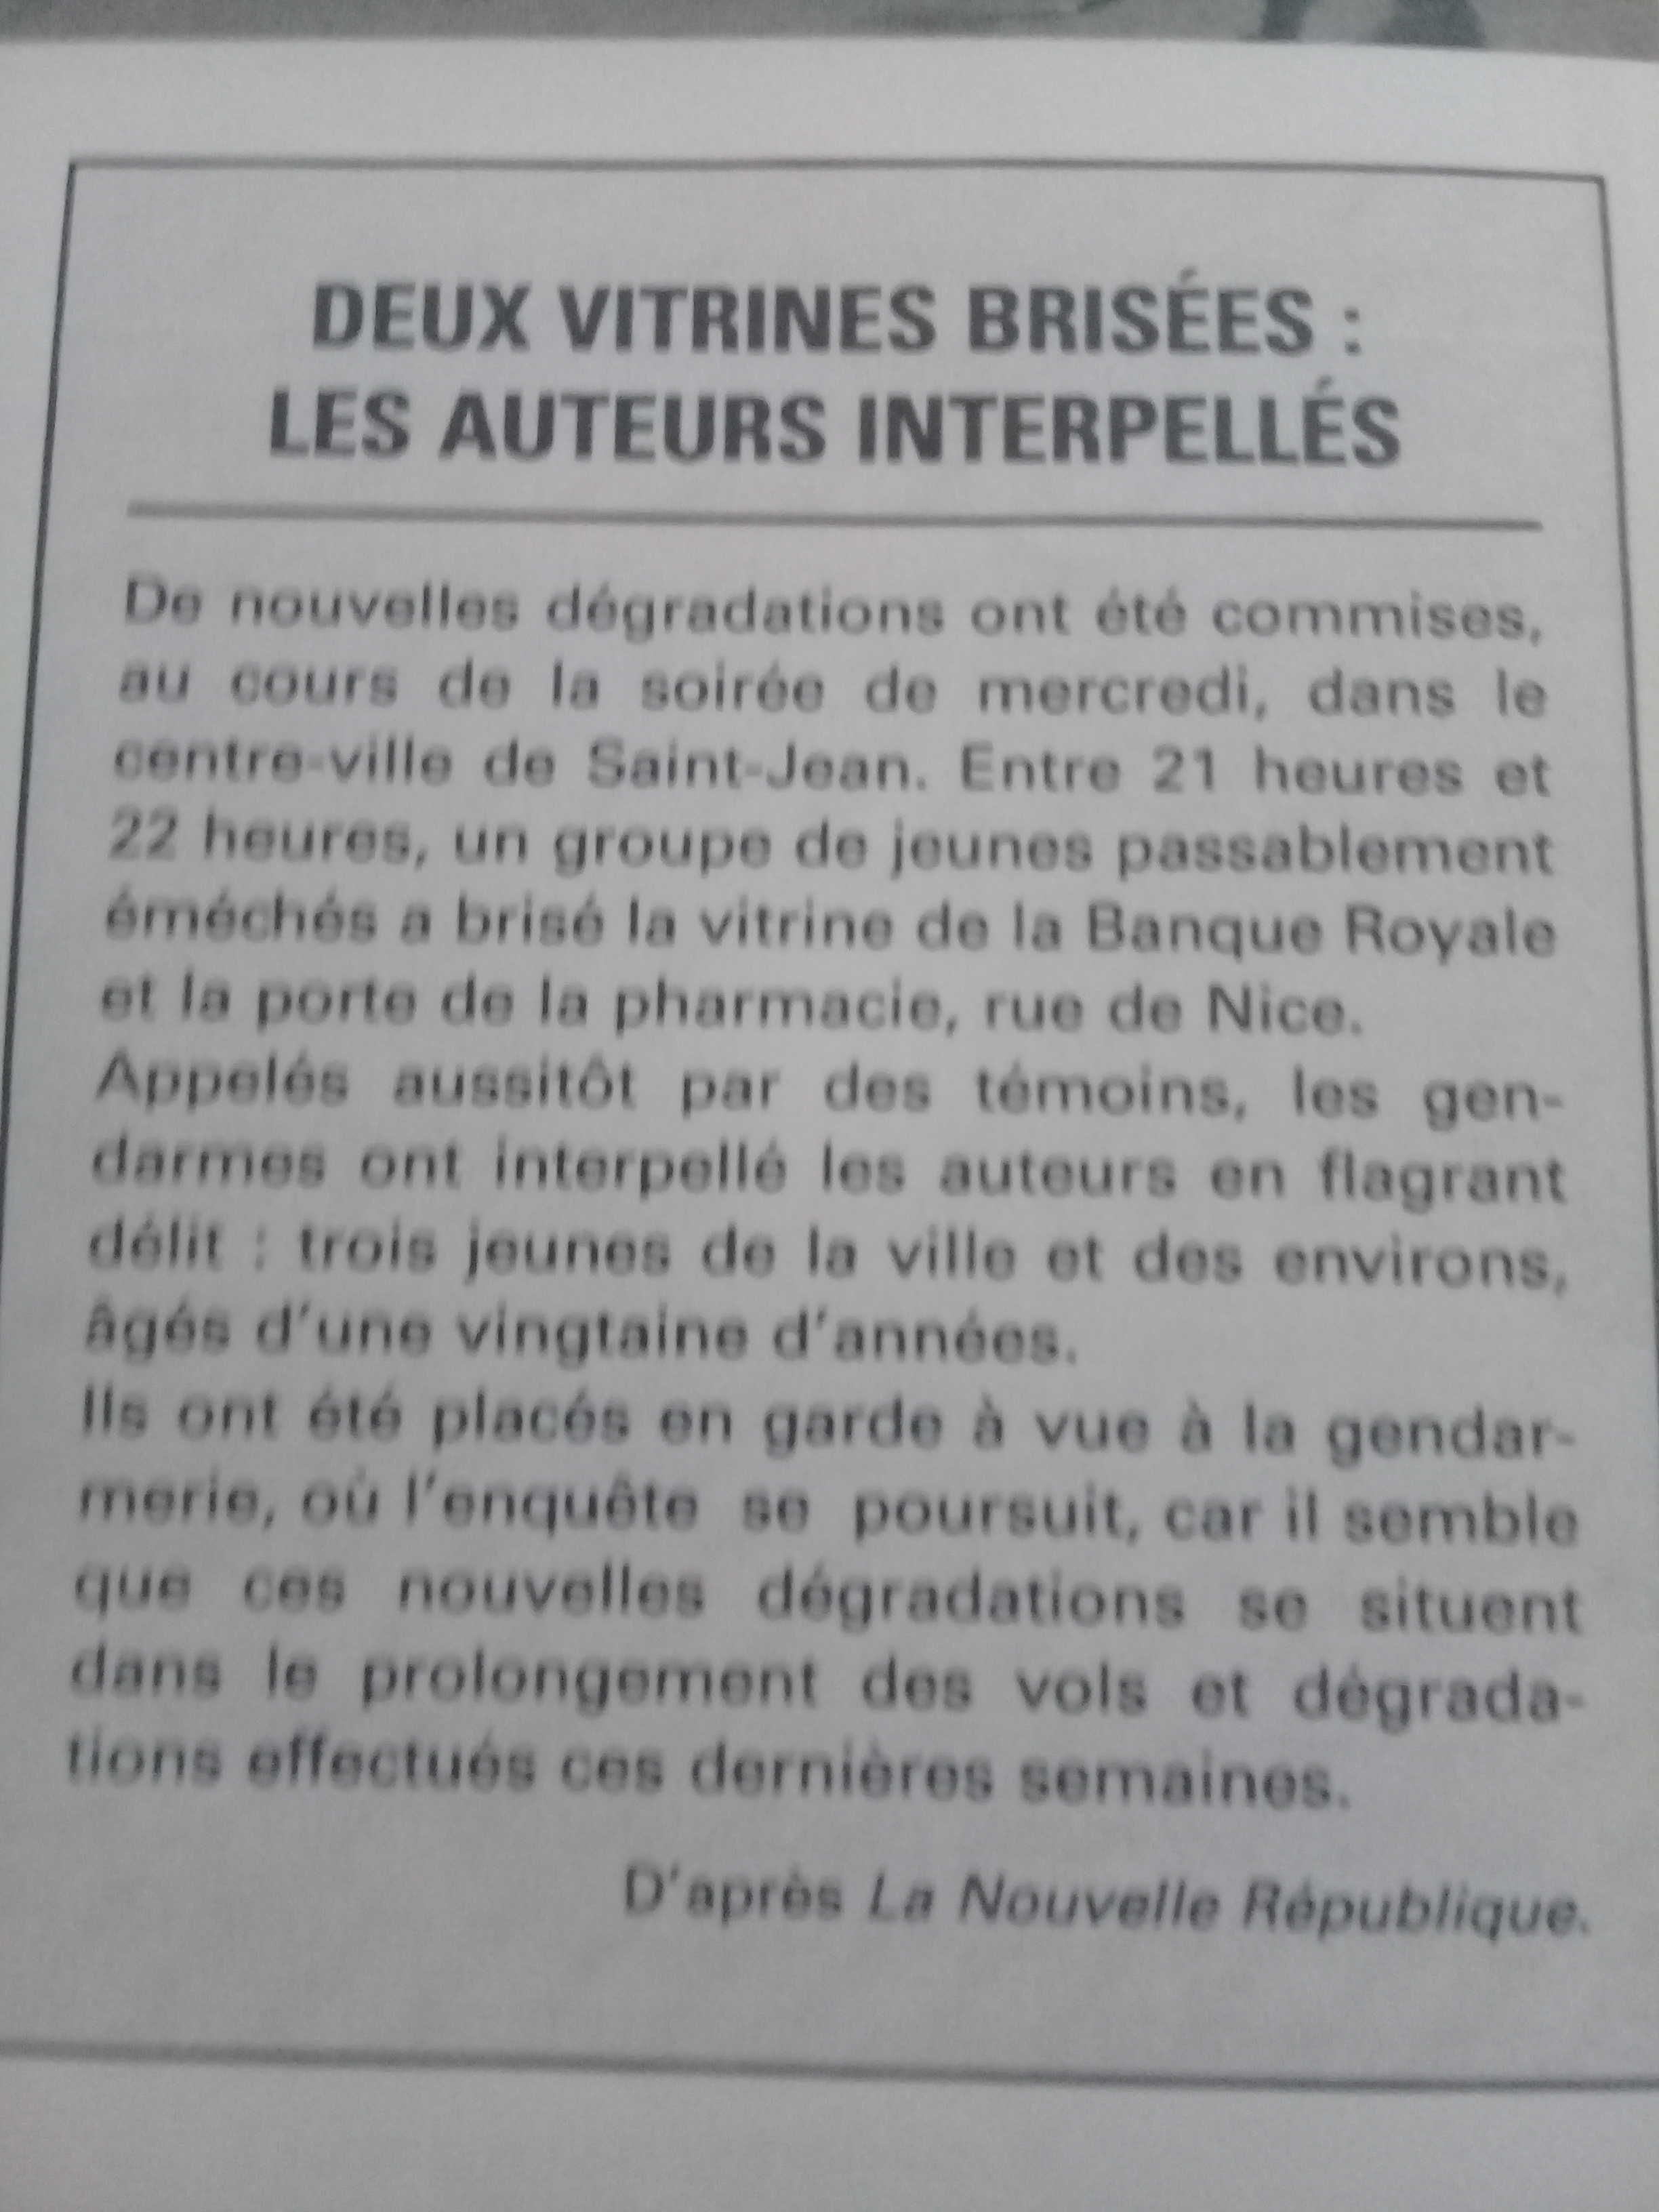 DEUX VITRINES BRISÉES :
LES AUTEURS INTERPELLÉS
De nouvelles dégradations ont été commises,
au cours de la soirée de mercredi, dans le
centre-ville de Saint-Jean. Entre 21 heures et
22 heures, un groupe de jeunes passablement
éméchés a brisé la vitrine de la Banque Royale
et la porte de la pharmacie, rue de Nice.
Appelés aussitôt par des témoins, les gen-
darmes ont interpellé les auteurs en flagrant
délit : trois jeunes de la ville et des environs,
âgés d'une vingtaine d'années.
Ils ont été placés en garde à vue à la gendar-
merie, où l'enquête se poursuit, car il semble
que ces nouvelles dégradations se situent
dans le prolongement des vols et dégrada-
tions effectués ces dernières semaines.
D'après La Nouvelle République.